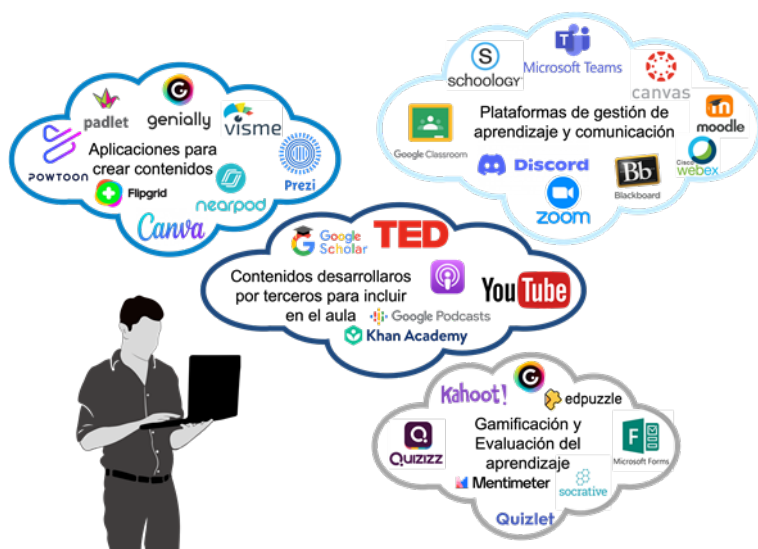 padlet
genially
visme
POWTOON
Aplicaciones para
crear contenidos
Flipgrid
nearpod
Prezi
Canva
S
SCHOOLOGY
Microsoft Teams
canvas
Google Classroom
Plataformas de gestión de
aprendizaje y comunicación
moodle
Discord
Bb
Blackboard
Cisco
webex
zoom
Google
Scholar
TED
Contenidos desarrollaros
por terceros para incluir
en el aula
YouTube
Google Podcasts
Khan Academy
Kahoot!
edpuzzle
Quizizz
Gamificación y
Evaluación del
aprendizaje
F
Microsoft Forms
Mentimeter
socrative
Quizlet